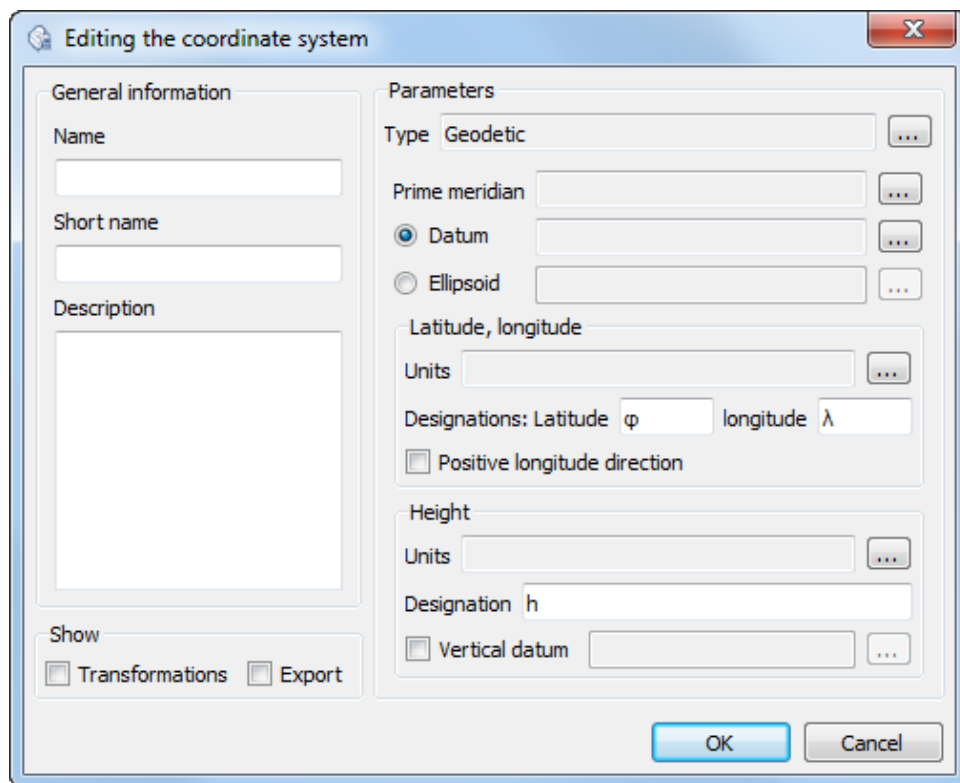 Editing the coordinate system
General information
Name
Short name
Description
Show
Transformations Export
Parameters
Type Geodetic ...
Prime meridian ...
Datum ...
Ellipsoid ...
Latitude, longitude
Units ...
Designations: Latitude φ longitude λ
Positive longitude direction
Height
Units ...
Designation h
Vertical datum ...
OK Cancel